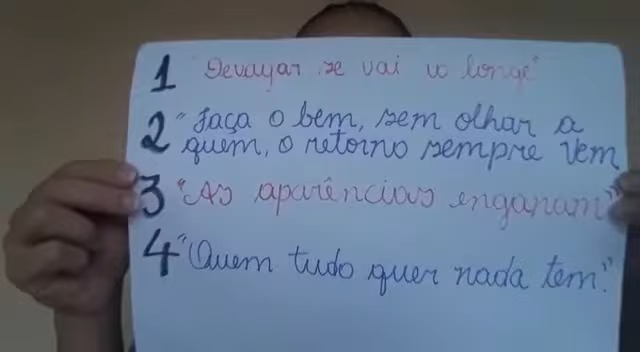 1 "Devagar se vai ao longe"
2 "Faça o bem, sem olhar a
quem, o retorno sempre vem
3 "As aparências enganam"
4 "Quem tudo quer nada tem."